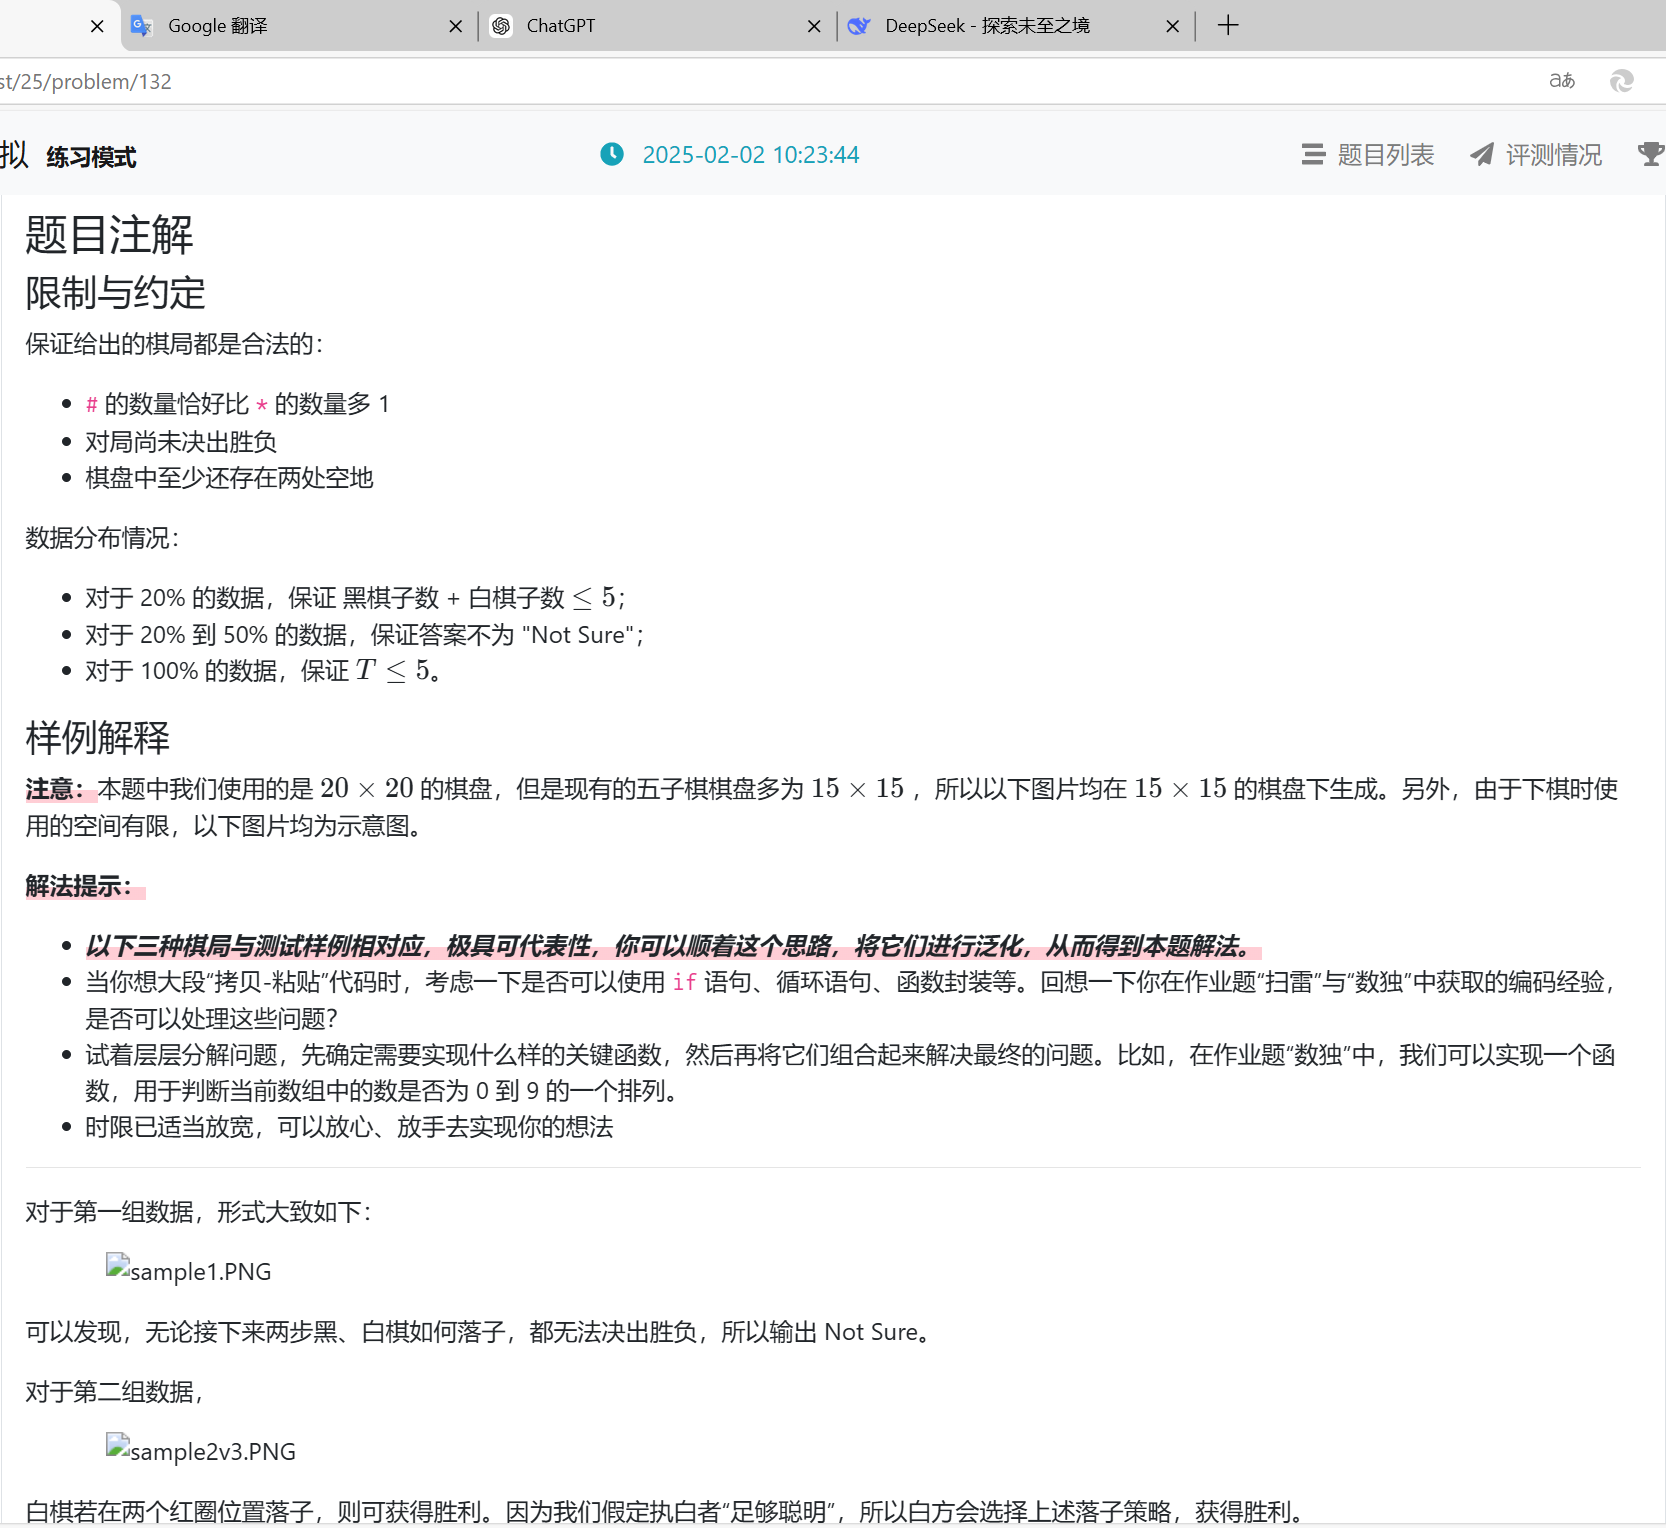 Google 翻译
ChatGPT
DeepSeek - 探索未至之境
st/25/problem/132
aあ
拟 练习模式
2025-02-02 10:23:44
题目列表
评测情况
题目注解
限制与约定
保证给出的棋局都是合法的：
# 的数量恰好比 * 的数量多 1
对局尚未决出胜负
棋盘中至少还存在两处空地
数据分布情况：
对于 20% 的数据，保证 黑棋子数 + 白棋子数 ≤ 5；
对于 20% 到 50% 的数据，保证答案不为 "Not Sure"；
对于 100% 的数据，保证 T ≤ 5。
样例解释
注意：本题中我们使用的是 20 × 20 的棋盘，但是现有的五子棋棋盘多为 15 × 15 ，所以以下图片均在 15 × 15 的棋盘下生成。另外，由于下棋时使
用的空间有限，以下图片均为示意图。
解法提示：
以下三种棋局与测试样例相对应，极具可代表性，你可以顺着这个思路，将它们进行泛化，从而得到本题解法。
当你想大段“拷贝-粘贴”代码时，考虑一下是否可以使用 if 语句、循环语句、函数封装等。回想一下你在作业题“扫雷”与“数独”中获取的编码经验，
是否可以处理这些问题？
试着层层分解问题，先确定需要实现什么样的关键函数，然后再将它们组合起来解决最终的问题。比如，在作业题“数独”中，我们可以实现一个函
数，用于判断当前数组中的数是否为 0 到 9 的一个排列。
时限已适当放宽，可以放心、放手去实现你的想法
对于第一组数据，形式大致如下：
sample1.PNG
可以发现，无论接下来两步黑、白棋如何落子，都无法决出胜负，所以输出 Not Sure。
对于第二组数据，
sample2v3.PNG
白棋若在两个红圈位置落子，则可获得胜利。因为我们假定执白者“足够聪明”，所以白方会选择上述落子策略，获得胜利。